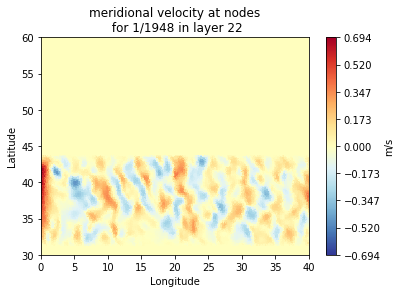 meridional velocity at nodes
for 1/1948 in layer 22
60
55
50
45
40
35
30
Latitude
0 5 10 15 20 25 30 35 40
Longitude
0.694
0.520
0.347
0.173
0.000
−0.173
−0.347
−0.520
−0.694
m/s